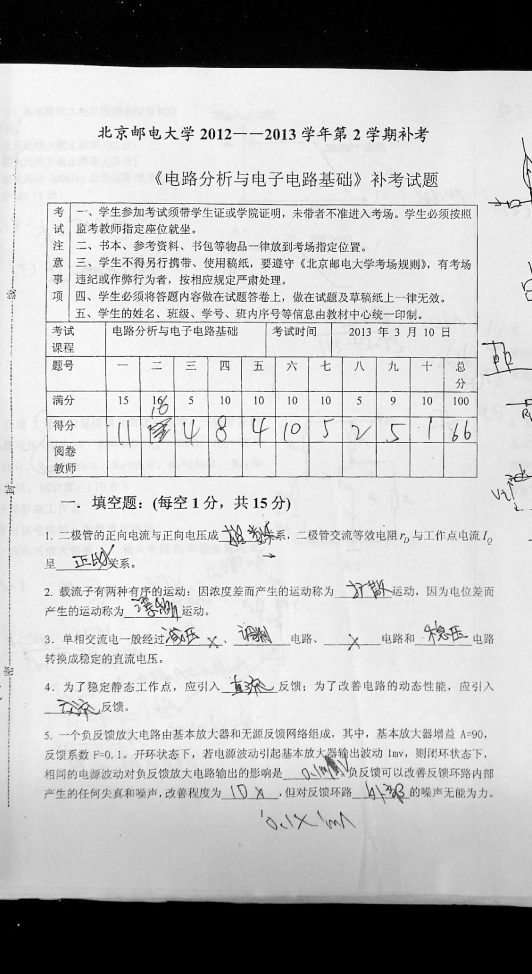 北京邮电大学 2012——2013 学年第 2 学期补考
《电路分析与电子电路基础》补考试题
考试注意事项
一、学生参加考试须带学生证或学院证明，未带者不准进入考场。学生必须按照
监考教师指定座位就坐。
二、书本、参考资料、书包等物品一律放到考场指定位置。
三、学生不得另行携带、使用稿纸，要遵守《北京邮电大学考场规则》，有考场
违纪或作弊行为者，按相应规定严肃处理。
四、学生必须将答题内容做在试题答卷上，做在试题及草稿纸上一律无效。
五、学生的姓名、班级、学号、班内序号等信息由教材中心统一印制。
考试课程 电路分析与电子电路基础 考试时间 2013 年 3 月 10 日
题号 一 二 三 四 五 六 七 八 九 十 总分
满分 15 16 5 10 10 10 10 5 9 10 100
得分 11 4 8 4 10 5 2 5 1 66
阅卷教师
一．填空题：(每空 1 分，共 15 分)
1. 二极管的正向电流与正向电压成 指数关系，二极管交流等效电阻 rD 与工作点电流 IQ
呈 正比 关系。
2. 载流子有两种有序的运动：因浓度差而产生的运动称为 扩散 运动，因为电位差而
产生的运动称为 漂移 运动。
3. 单相交流电一般经过 减压 ×、 调制 电路、 × 电路和 稳压 电路
转换成稳定的直流电压。
4. 为了稳定静态工作点，应引入 直流 反馈；为了改善电路的动态性能，应引入
交流 反馈。
5. 一个负反馈放大电路由基本放大器和无源反馈网络组成，其中，基本放大器增益 A=90,
反馈系数 F=0.1。开环状态下，若电源波动引起基本放大器输出波动 1mv，则闭环状态下，
相同的电源波动对负反馈放大电路输出的影响是 0.1mV 负反馈可以改善反馈环路内部
产生的任何失真和噪声，改善程度为 10 × ，但对反馈环路 外部 的噪声无能为力。
0.1×1mV
封
密